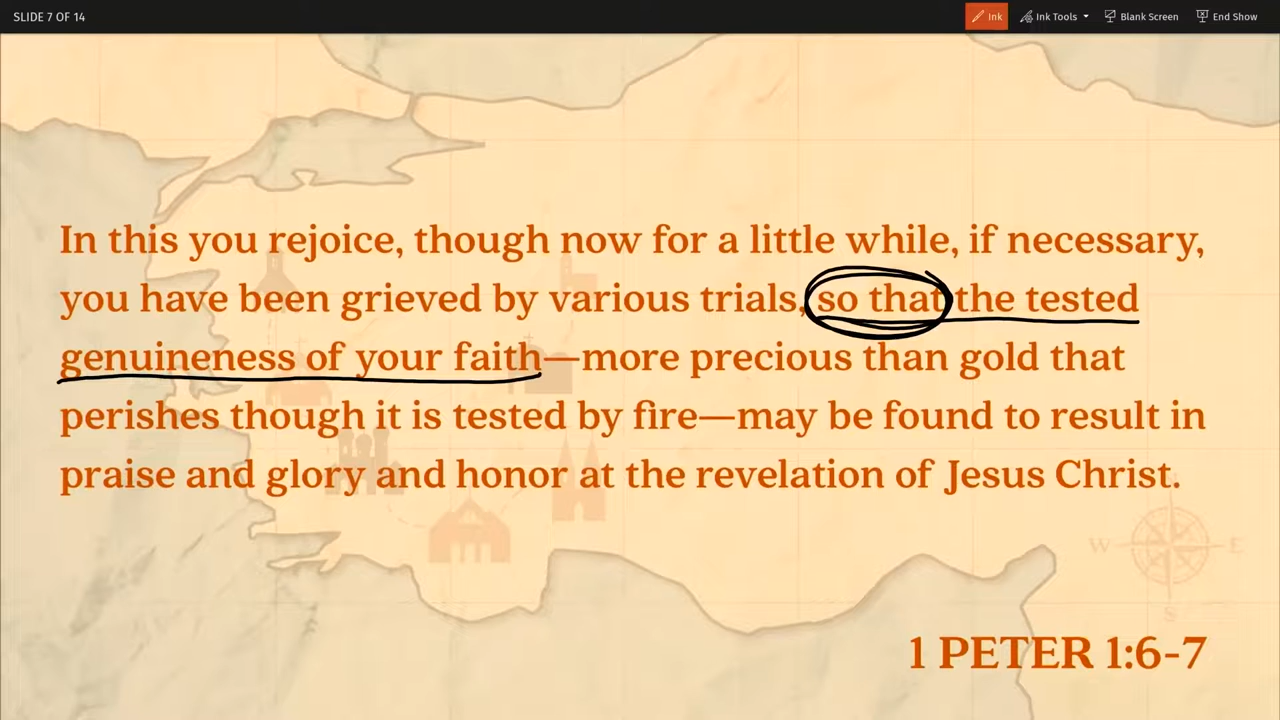 SLIDE 7 OF 14 Ink Ink Tools Blank Screen End Show
In this you rejoice, though now for a little while, if necessary,
you have been grieved by various trials, so that the tested
genuineness of your faith—more precious than gold that
perishes though it is tested by fire—may be found to result in
praise and glory and honor at the revelation of Jesus Christ.
W E
S
1 PETER 1:6-7